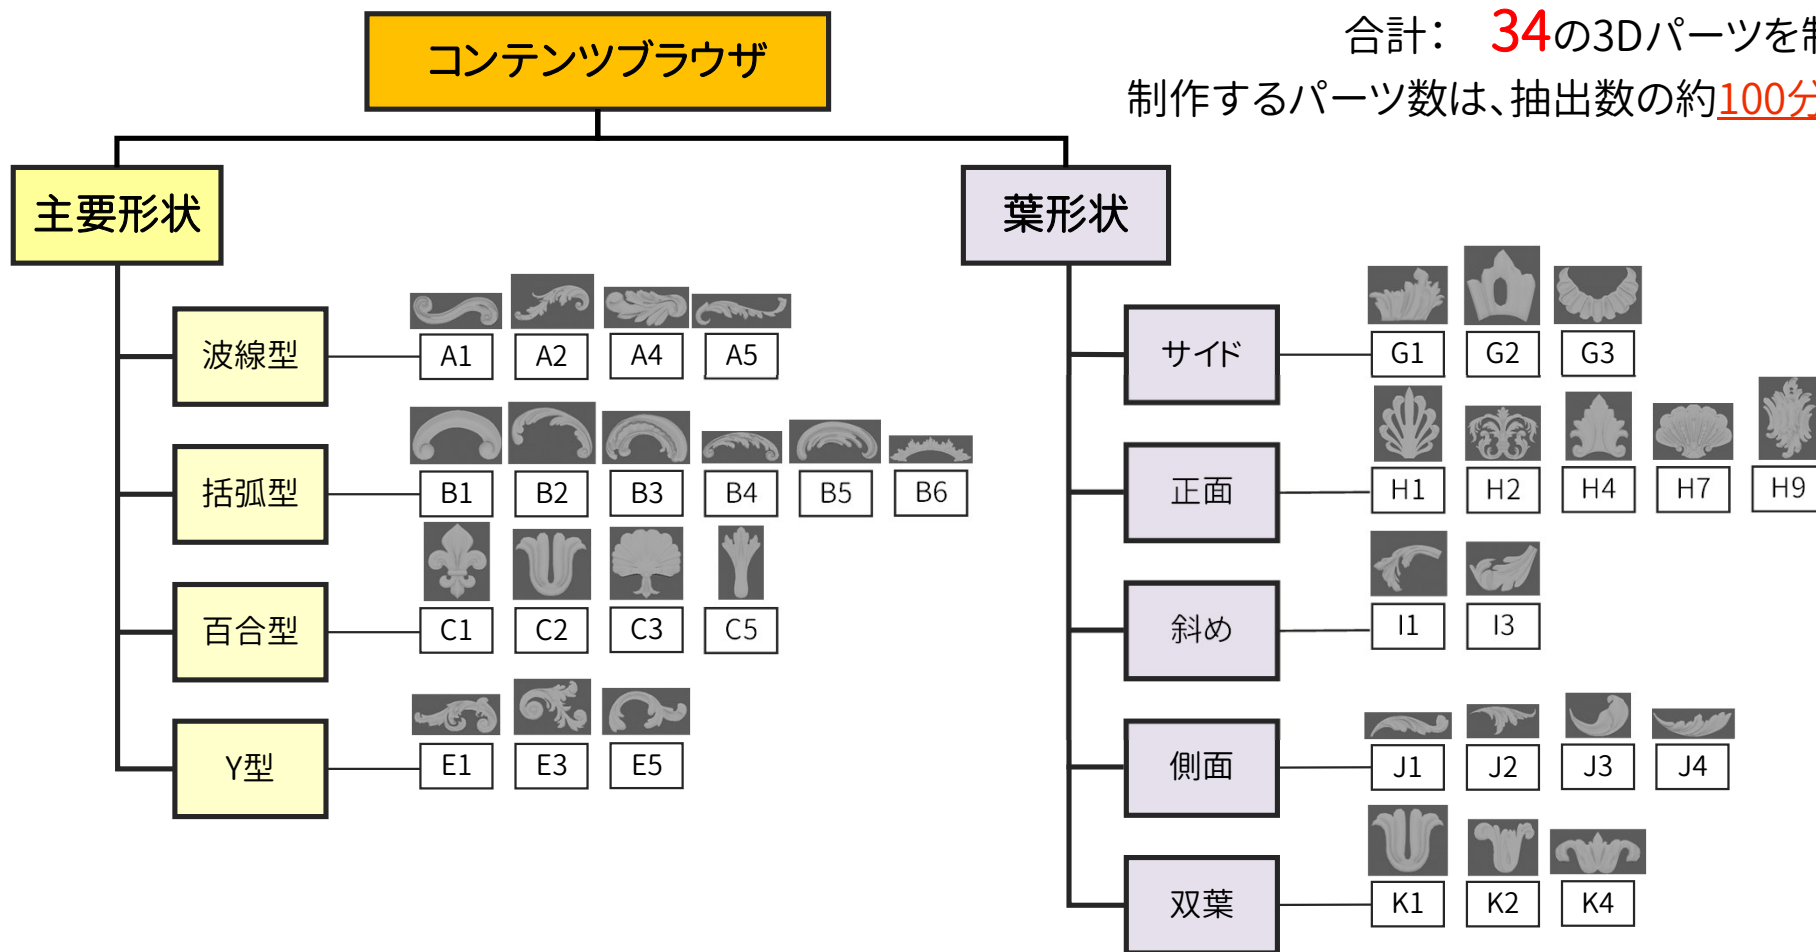 コンテンツブラウザ
合計： 34の3Dパーツを制
制作するパーツ数は、抽出数の約100分
主要形状
葉形状
波線型
A1 A2 A4 A5
括弧型
B1 B2 B3 B4 B5 B6
百合型
C1 C2 C3 C5
Y型
E1 E3 E5
サイド
G1 G2 G3
正面
H1 H2 H4 H7 H9
斜め
I1 I3
側面
J1 J2 J3 J4
双葉
K1 K2 K4